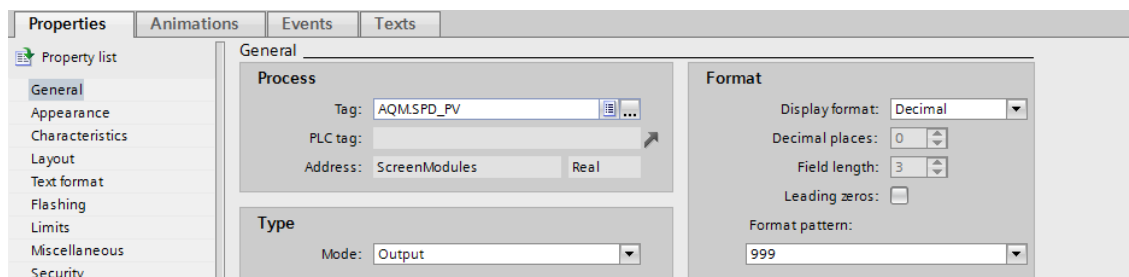 Properties Animations Events Texts
Property list
General
Appearance
Characteristics
Layout
Text format
Flashing
Limits
Miscellaneous
Security
General
Process
Tag: AQM.SPD_PV ...
PLC tag:
Address: ScreenModules Real
Type
Mode: Output
Format
Display format: Decimal
Decimal places: 0
Field length: 3
Leading zeros:
Format pattern:
999